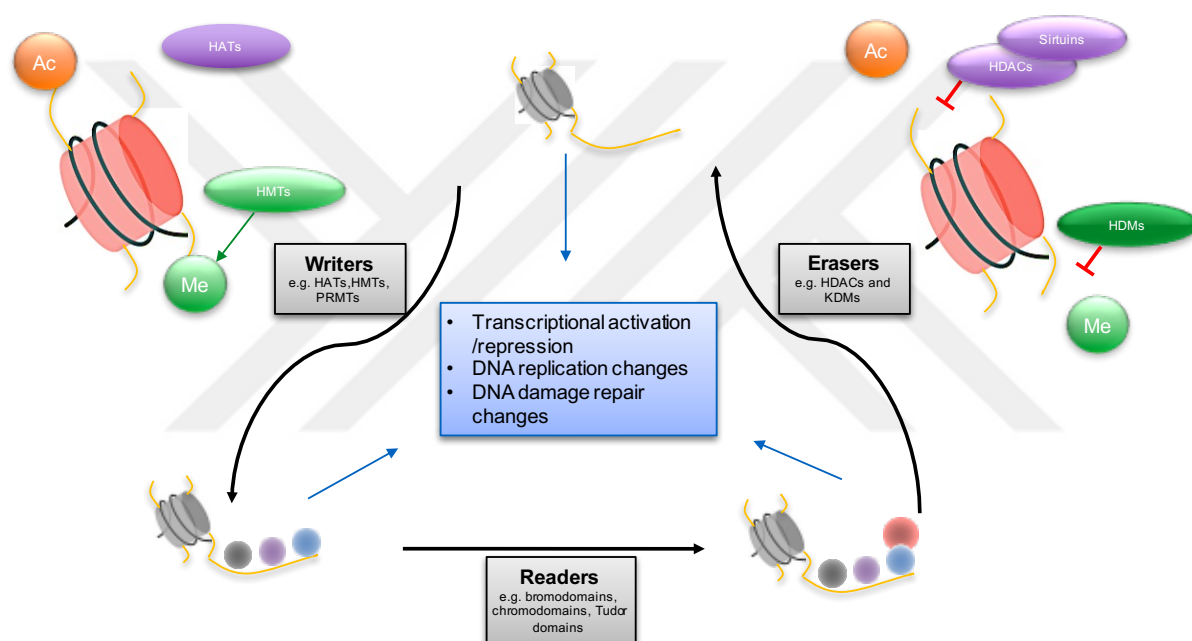 Ac
HATs
HMTs
Me
Sirtuins
Ac
HDACs
HDMs
Me
Writers
e.g. HATs,HMTs,
PRMTs
Erasers
e.g. HDACs and
KDMs
• Transcriptional activation
/repression
• DNA replication changes
• DNA damage repair
changes
Readers
e.g. bromodomains,
chromodomains, Tudor
domains